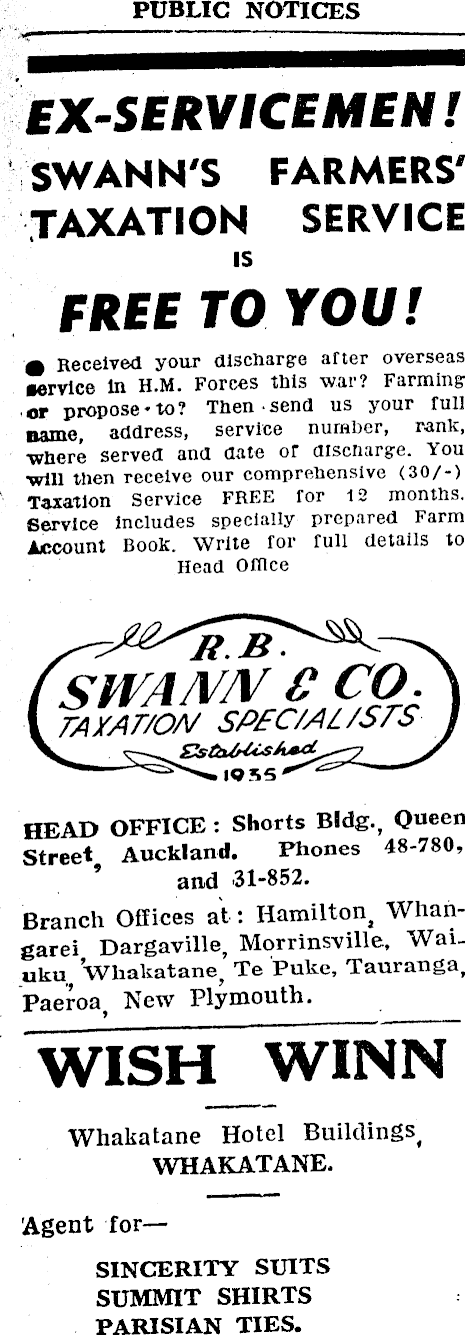 PUBLIC NOTICES
EX-SERVICEMEN!
SWANN'S FARMERS'
TAXATION SERVICE
IS
FREE TO YOU!
● Received your discharge after overseas
service in H.M. Forces this war? Farming
or propose to? Then send us your full
name, address, service number, rank,
where served and date of discharge. You
will then receive our comprehensive (30/-)
Taxation Service FREE for 12 months.
Service includes specially prepared Farm
Account Book. Write for full details to
Head Office
R. B.
SWANN & CO.
TAXATION SPECIALISTS
Established
1935
HEAD OFFICE: Shorts Bldg., Queen
Street, Auckland. Phones 48-780,
and 31-852.
Branch Offices at: Hamilton, Whan-
garei, Dargaville, Morrinsville, Wai-
uku, Whakatane, Te Puke, Tauranga,
Paeroa, New Plymouth.
WISH WINN
Whakatane Hotel Buildings,
WHAKATANE.
Agent for—
SINCERITY SUITS
SUMMIT SHIRTS
PARISIAN TIES.